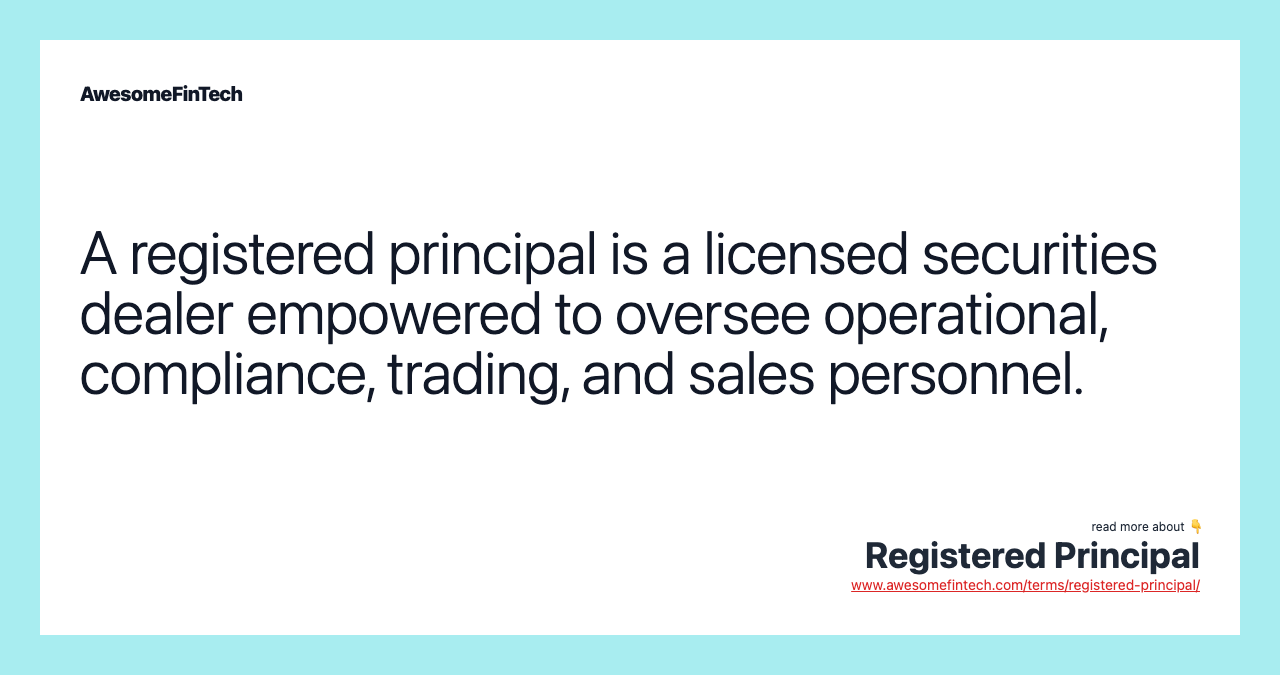 AwesomeFinTech
A registered principal is a licensed securities
dealer empowered to oversee operational,
compliance, trading, and sales personnel.
read more about 👇
Registered Principal
www.awesomefintech.com/terms/registered-principal/